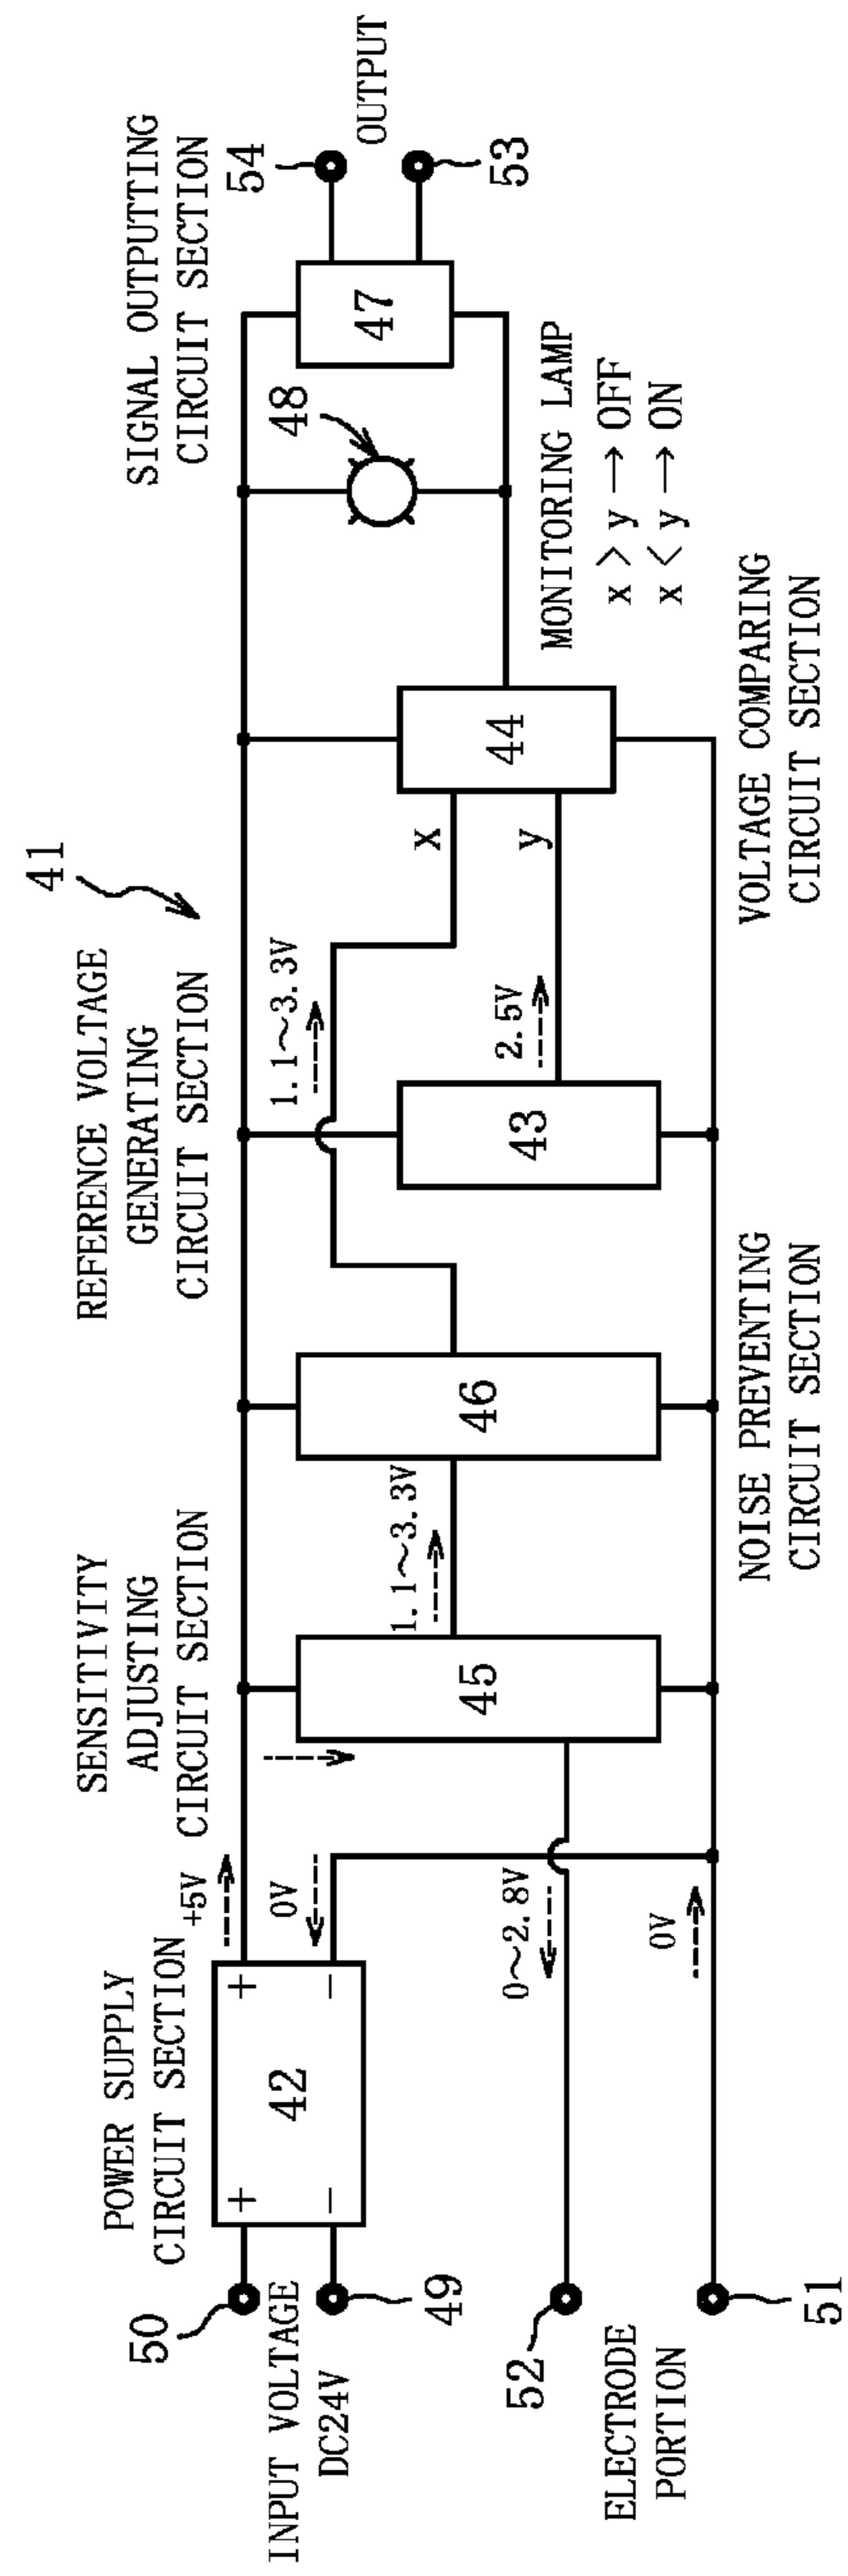 41
POWER SUPPLY
CIRCUIT SECTION
SENSITIVITY
ADJUSTING
CIRCUIT SECTION
REFERENCE VOLTAGE
GENERATING
CIRCUIT SECTION
SIGNAL OUTPUTTING
CIRCUIT SECTION
50
INPUT VOLTAGE
DC24V
49
+ +
42
- -
+5V
0V
0~2.8V
0V
45
1.1~3.3V
46
1.1~3.3V
43
2.5V
x
y
44
48
47
54
OUTPUT
53
MONITORING LAMP
x > y → OFF
x < y → ON
52
ELECTRODE
PORTION
51
NOISE PREVENTING
CIRCUIT SECTION
VOLTAGE COMPARING
CIRCUIT SECTION